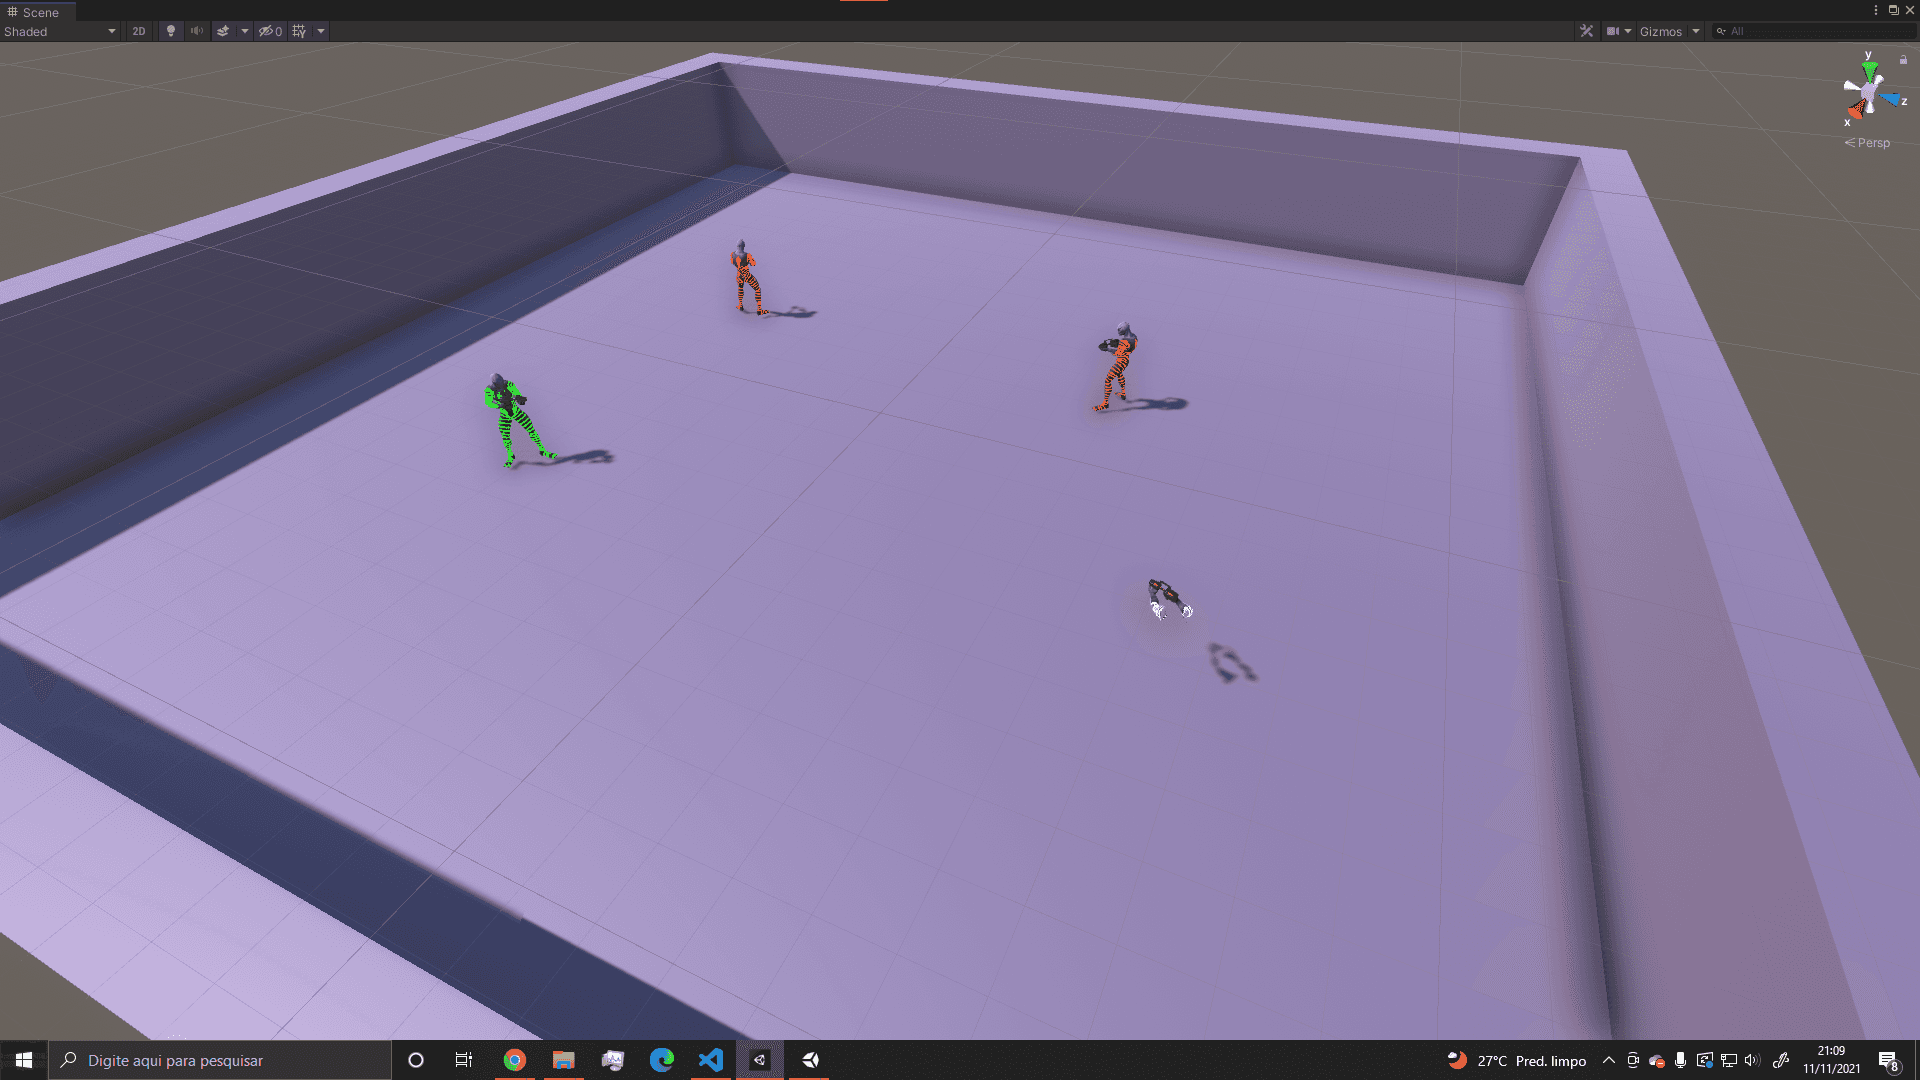 Scene
Shaded
2D
0
Gizmos
All
y
z
x
Persp
Digite aqui para pesquisar
27°C Pred. limpo
21:09
11/11/2021
8